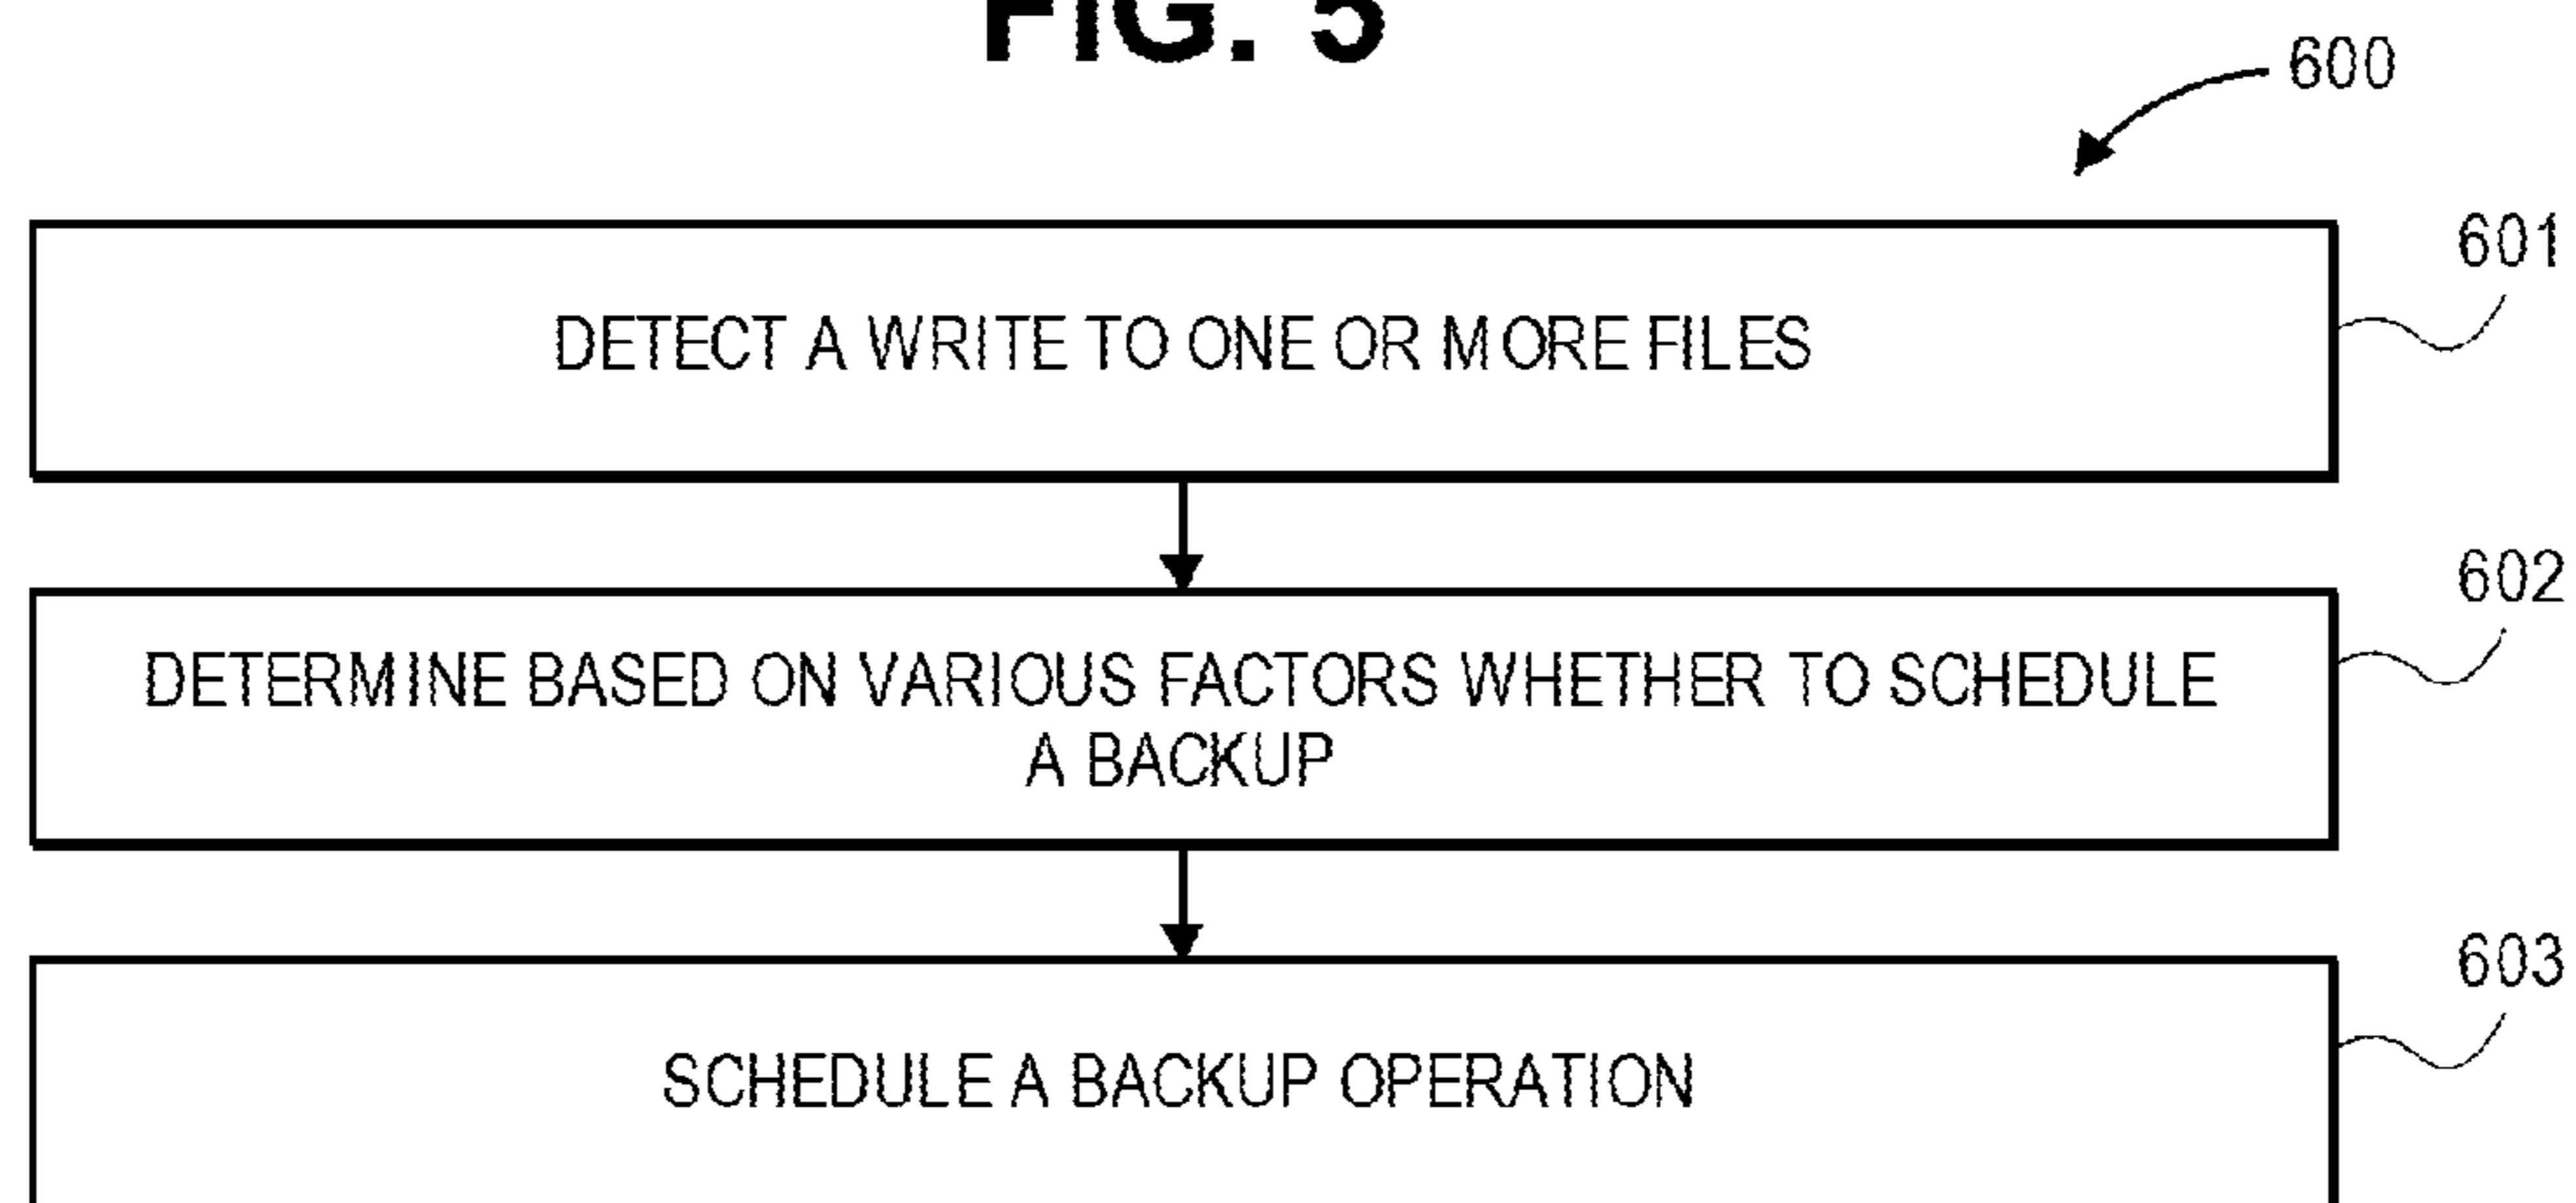 FIG. 5
600
601
DETECT A WRITE TO ONE OR MORE FILES
602
DETERMINE BASED ON VARIOUS FACTORS WHETHER TO SCHEDULE
A BACKUP
603
SCHEDULE A BACKUP OPERATION